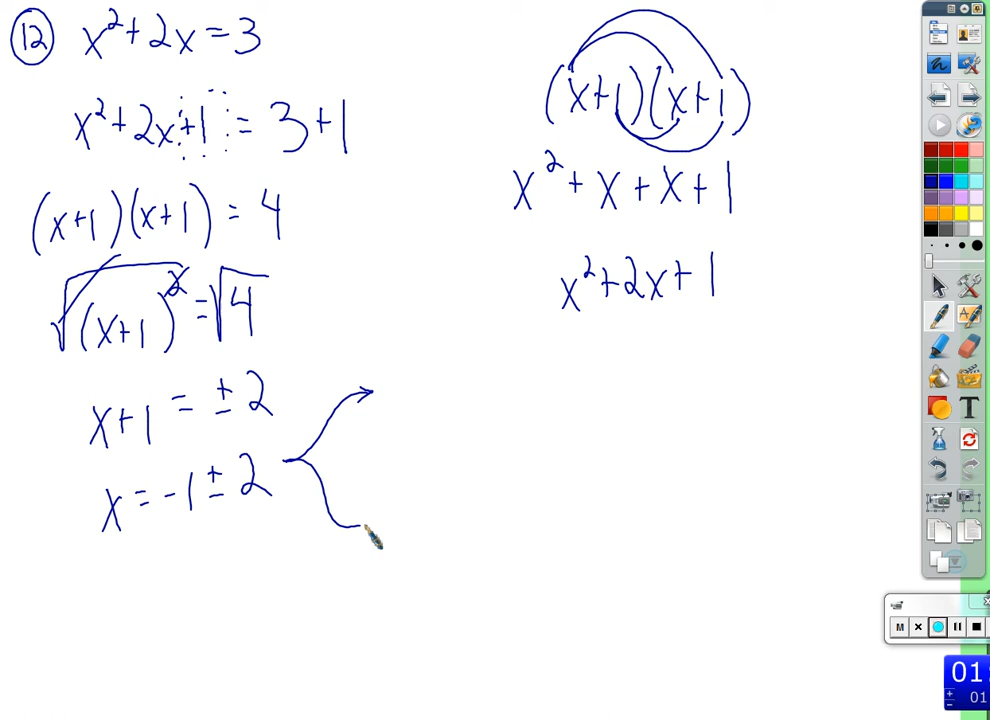 12 x²+2x=3
x²+2x+1=3+1
(x+1)(x+1)=4
√(x+1)²=√4
x+1=±2
x=-1±2
(x+1)(x+1)
x²+x+x+1
x²+2x+1
T
M
01